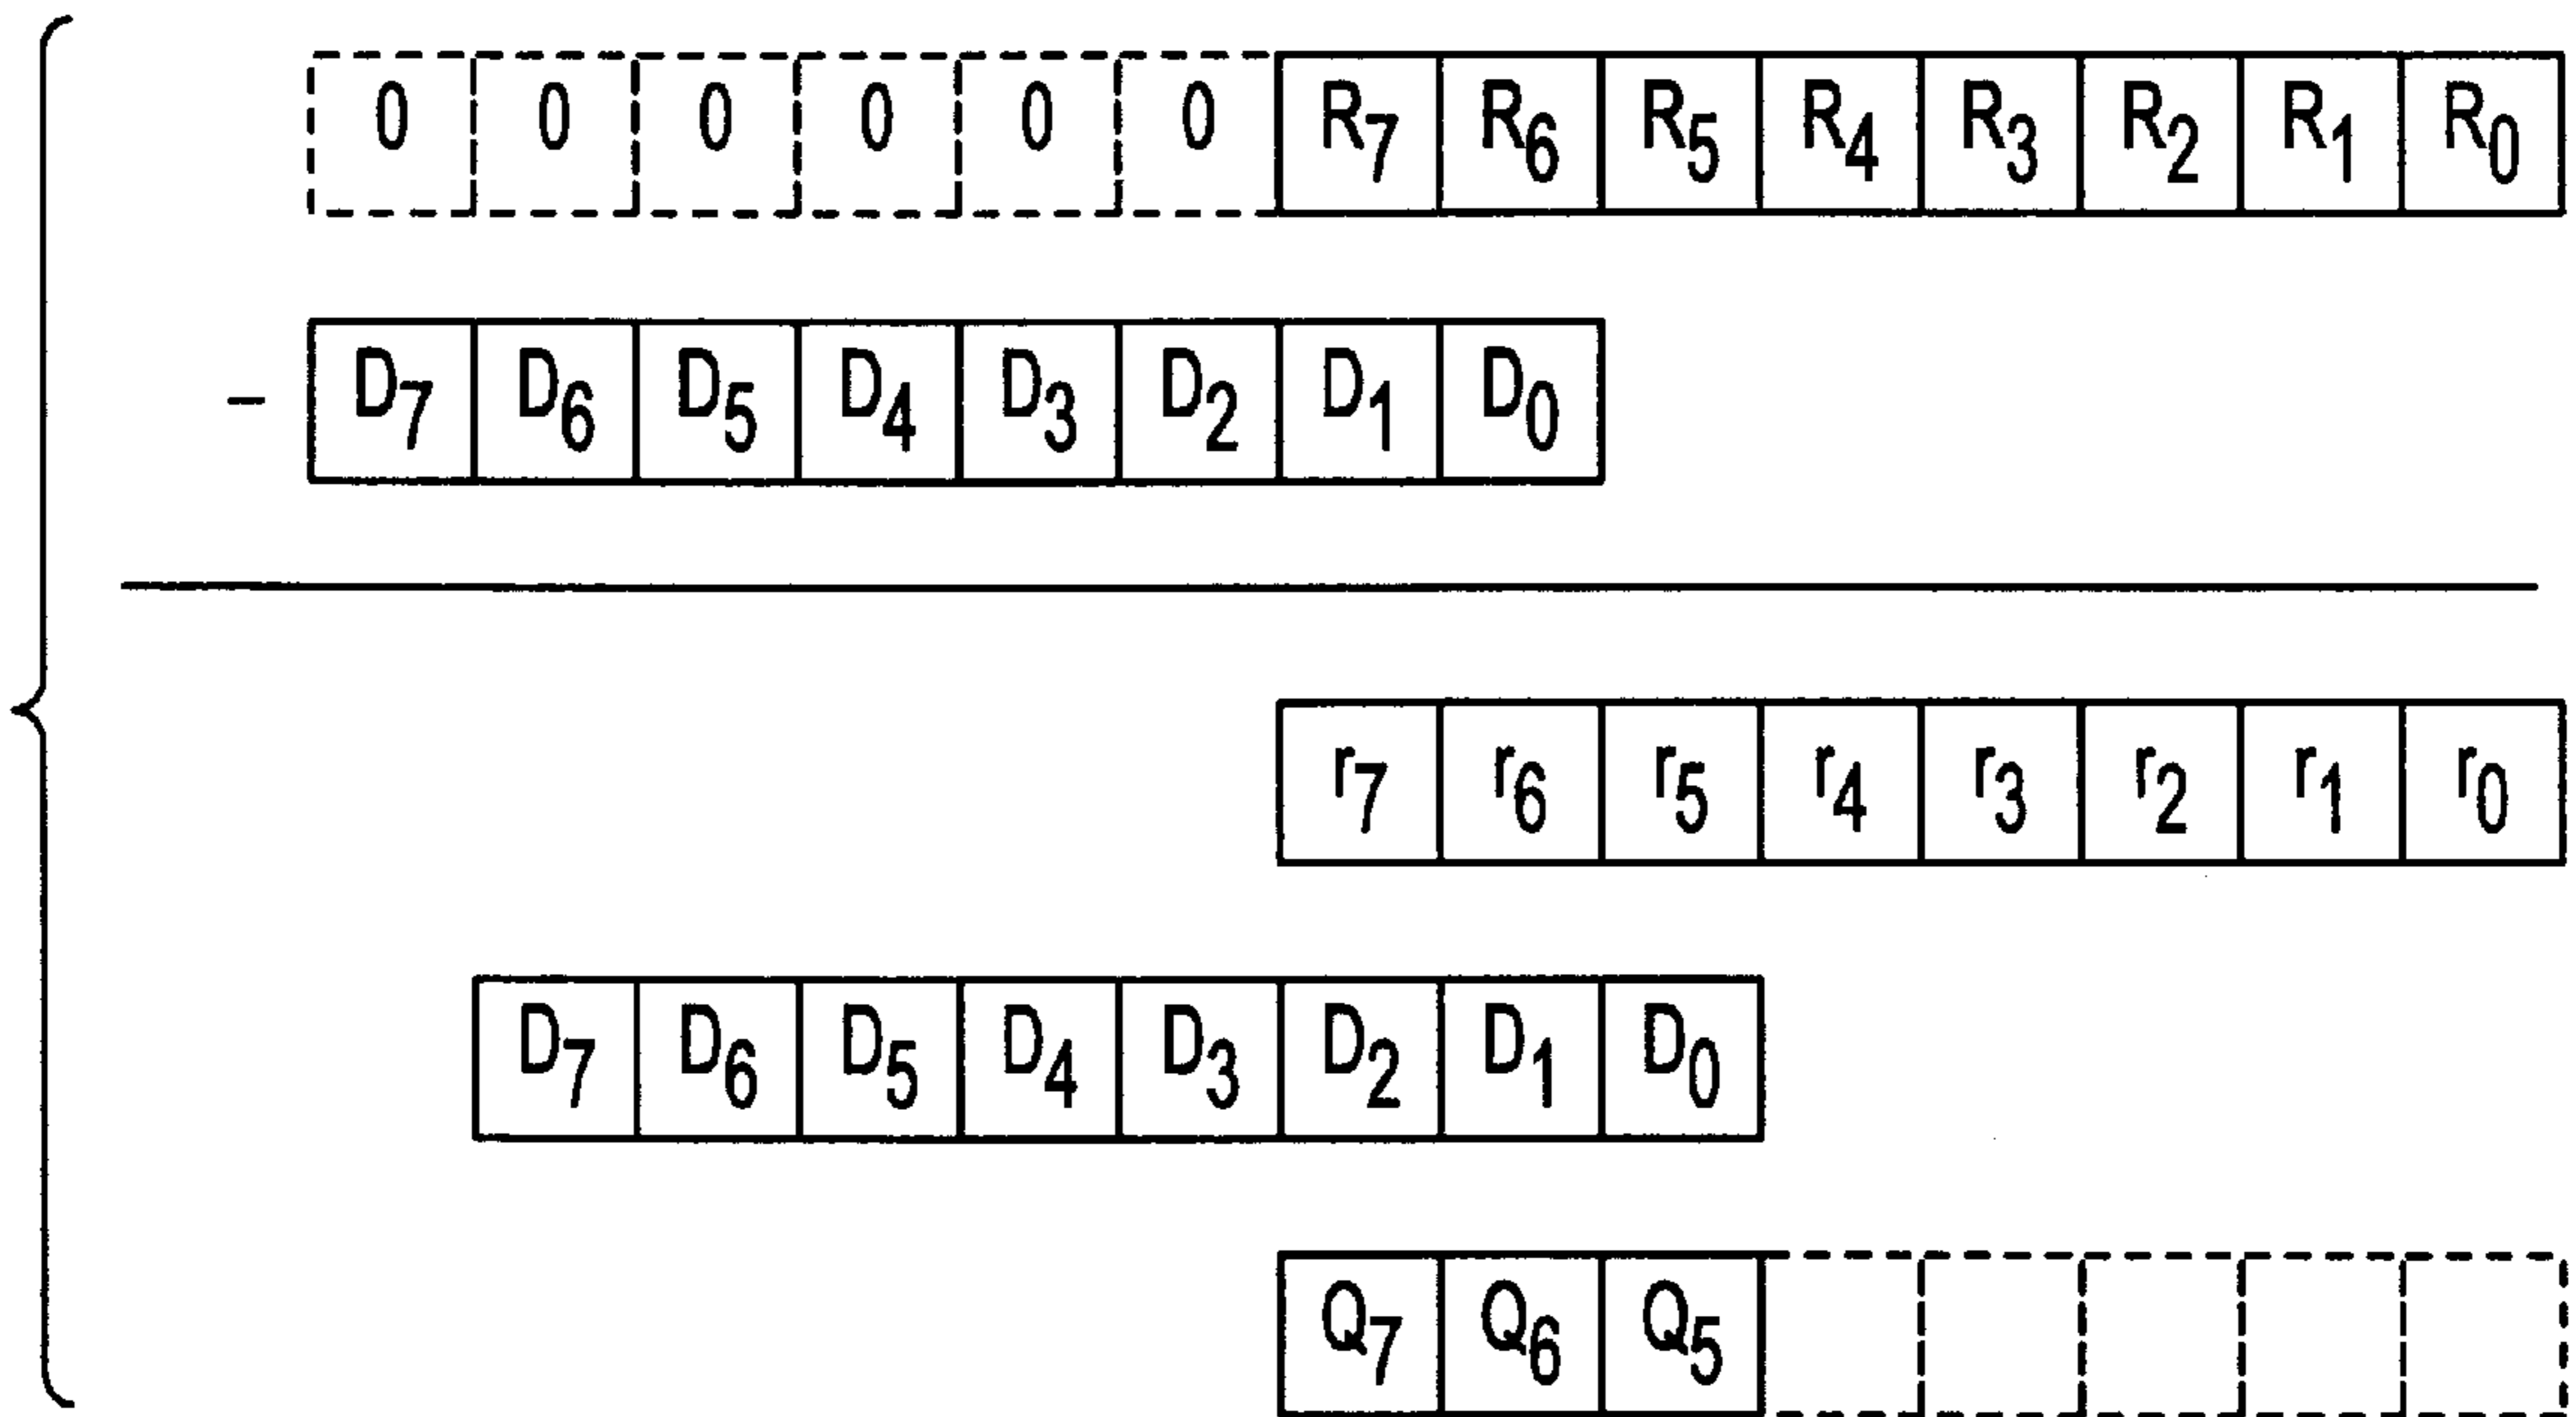 0 0 0 0 0 0 R7 R6 R5 R4 R3 R2 R1 R0
- D7 D6 D5 D4 D3 D2 D1 D0
r7 r6 r5 r4 r3 r2 r1 r0
D7 D6 D5 D4 D3 D2 D1 D0
Q7 Q6 Q5